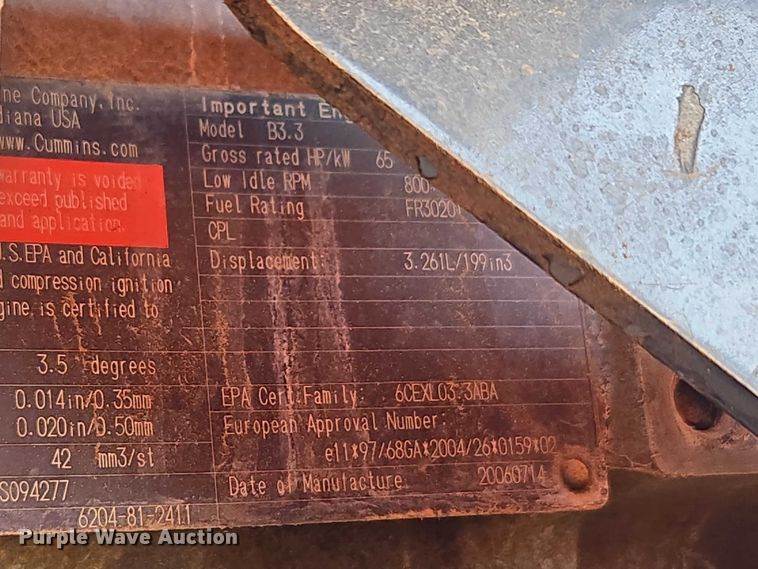 ne Company, Inc.
diana USA
www.Cummins.com
warranty is voided
exceed published
and application.
U.S.EPA and California
d compression ignition
gine, is certified to
3.5 degrees
0.014in/0.35mm
0.020in/0.50mm
42 mm3/st
S094277
6204-81-2411
Important Eng
Model B3.3
Gross rated HP/kW 65
Low Idle RPM 800
Fuel Rating FR3020
CPL
Displacement: 3.261L/199in3
EPA Cert.Family: 6CEXL03.3ABA
European Approval Number:
e11*97/68GA*2004/26*0159*02
Date of Manufacture 20060714
Purple Wave Auction